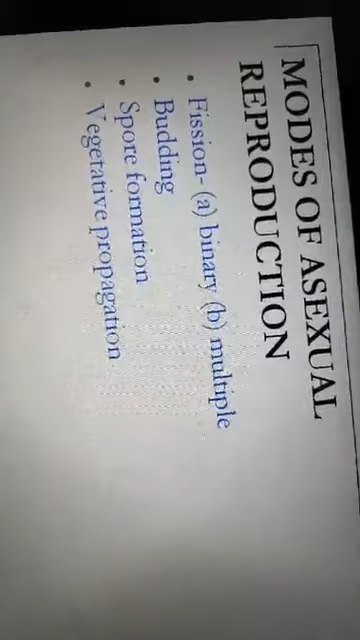 MODES OF ASEXUAL
REPRODUCTION
• Fission- (a) binary (b) multiple
• Budding
• Spore formation
• Vegetative propagation